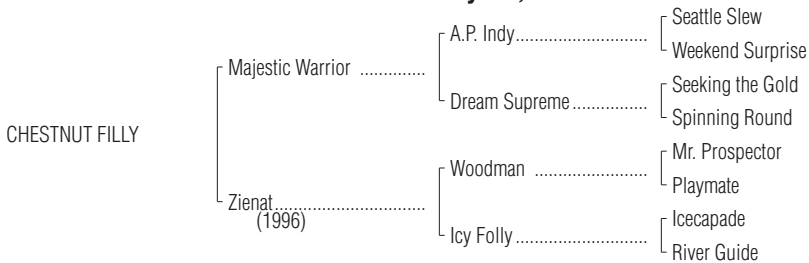 Seattle Slew
A.P. Indy............................
Weekend Surprise
Majestic Warrior ..............
Seeking the Gold
Dream Supreme................
Spinning Round
CHESTNUT FILLY
Mr. Prospector
Woodman ........................
Playmate
Zienat................................
(1996)
Icecapade
Icy Folly............................
River Guide